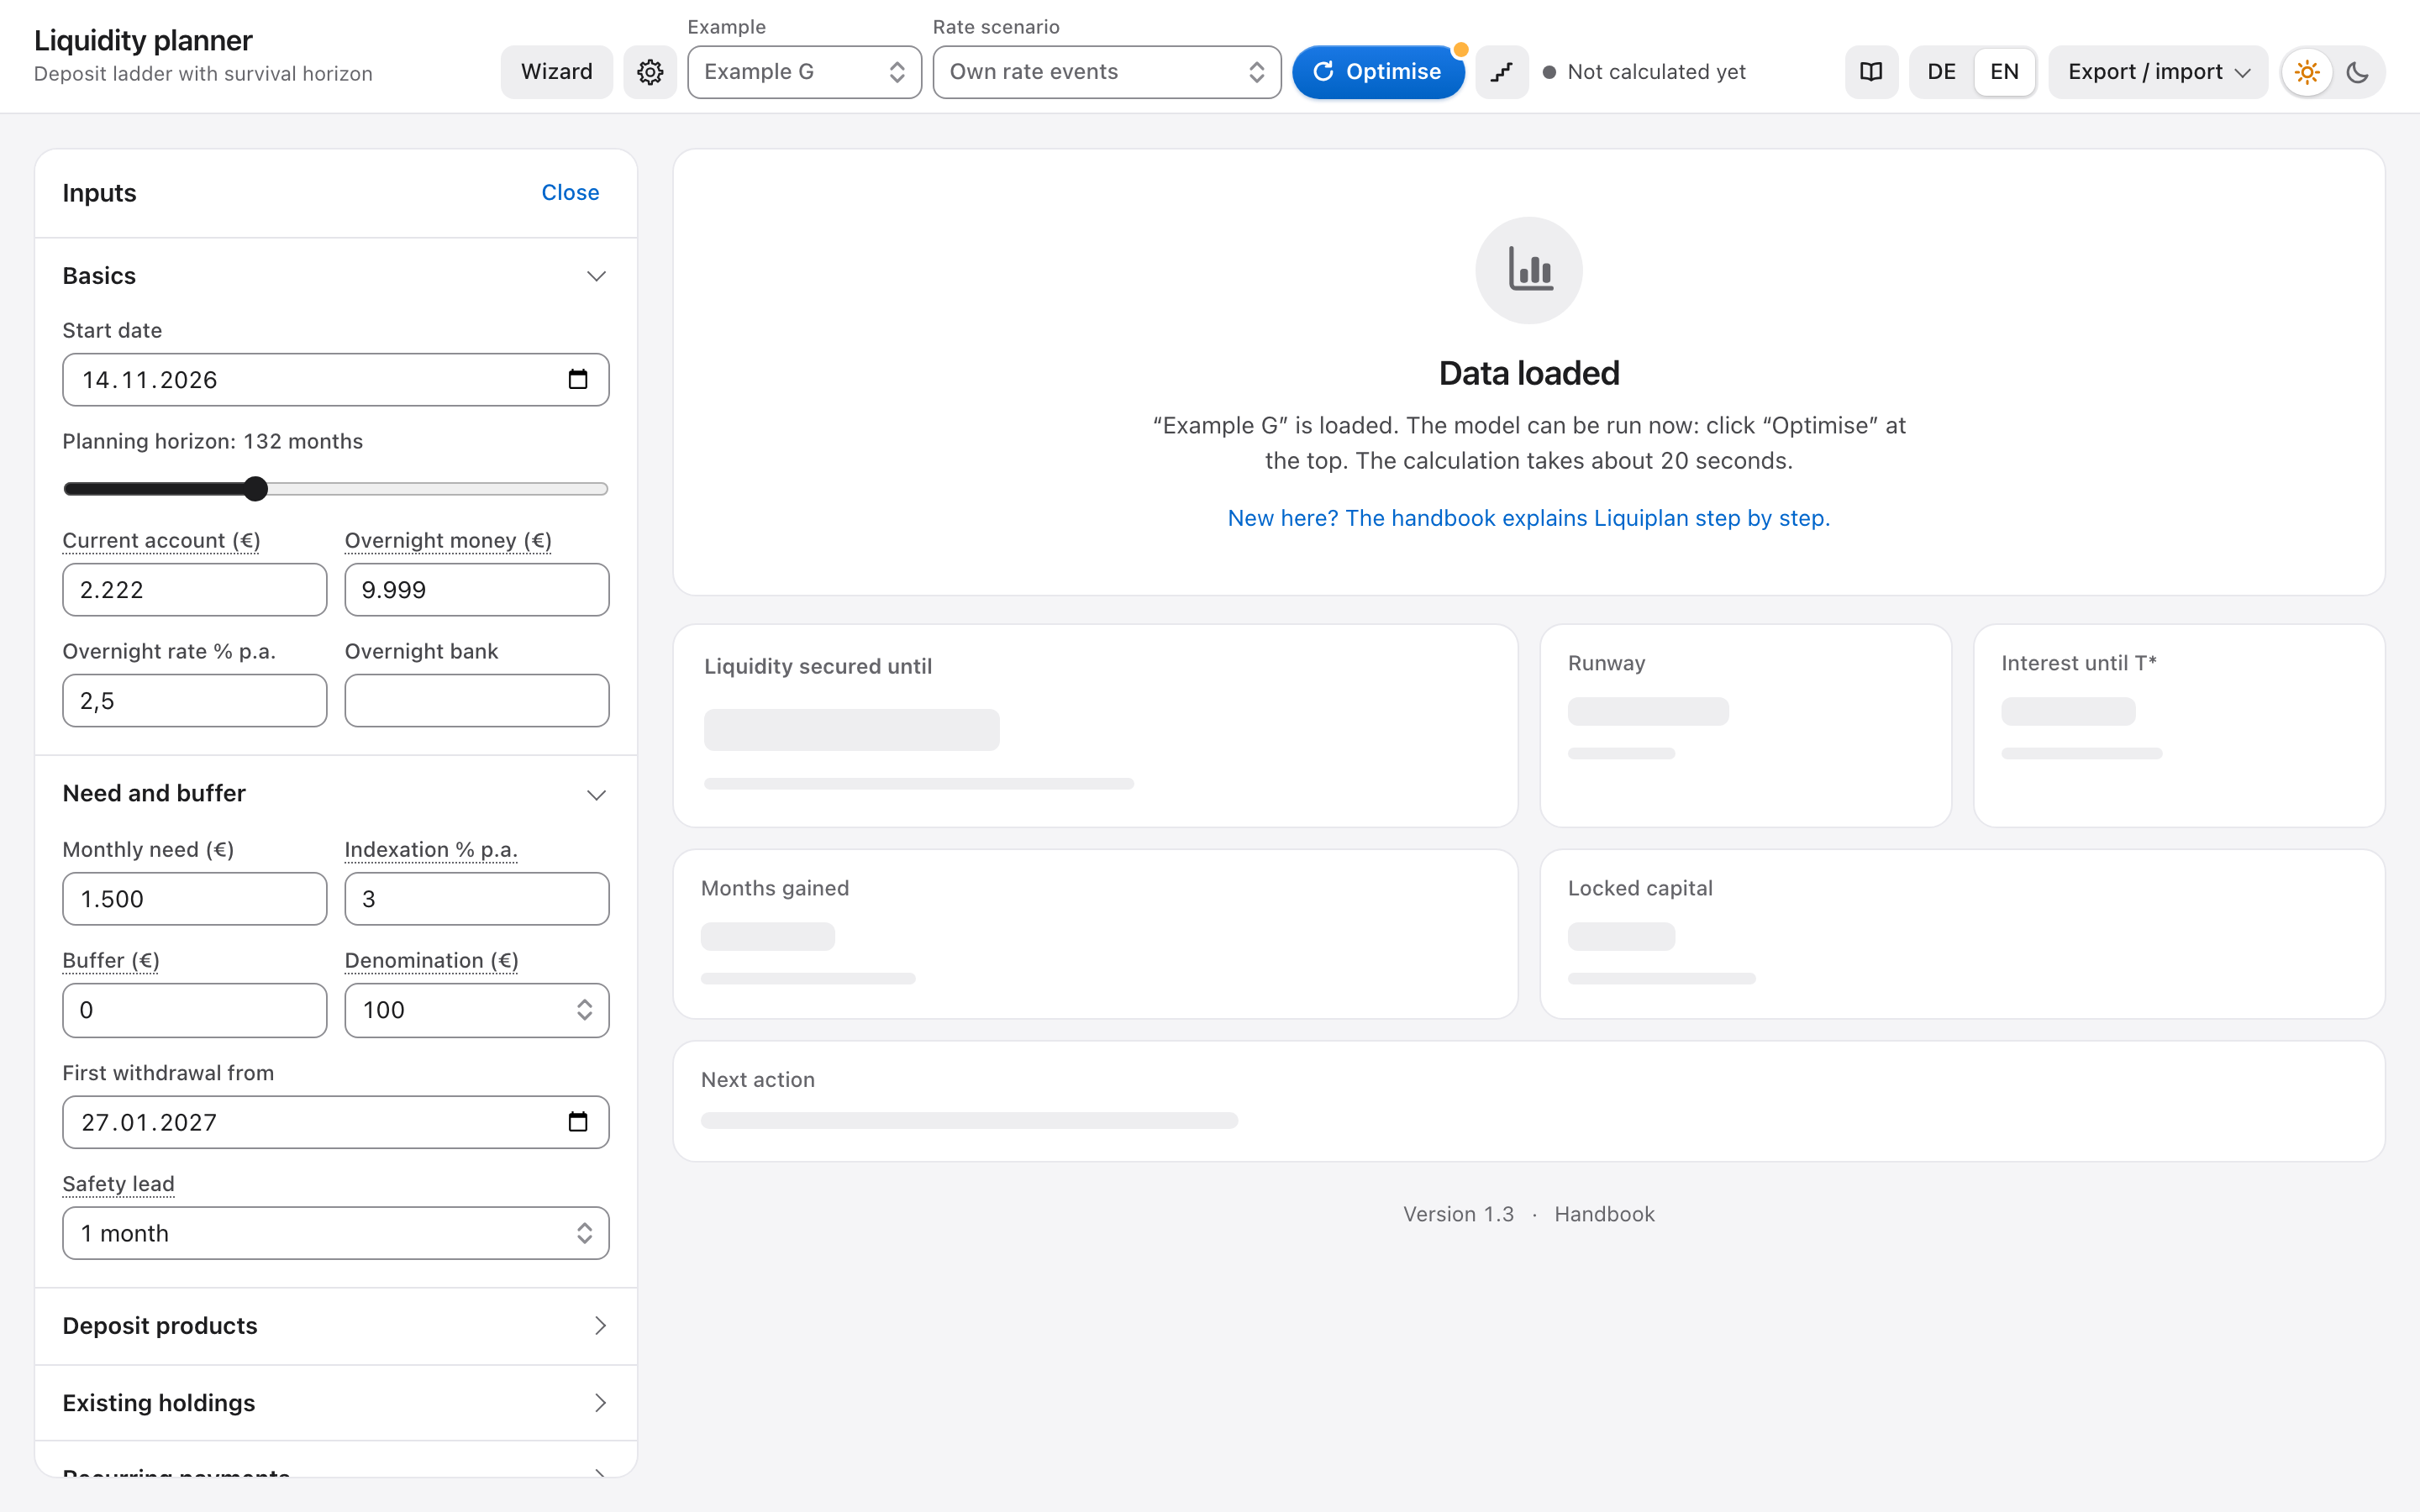 Liquidity planner
Deposit ladder with survival horizon
Wizard
Example
Example G
Rate scenario
Own rate events
Optimise
Not calculated yet
DE
EN
Export / import
Inputs
Close
Basics
Start date
14.11.2026
Planning horizon: 132 months
Current account (€)
Overnight money (€)
2.222
9.999
Overnight rate % p.a.
Overnight bank
2,5
Need and buffer
Monthly need (€)
Indexation % p.a.
1.500
3
Buffer (€)
Denomination (€)
0
100
First withdrawal from
27.01.2027
Safety lead
1 month
Deposit products
Existing holdings
Recurring payments
Data loaded
“Example G” is loaded. The model can be run now: click “Optimise” at
the top. The calculation takes about 20 seconds.
New here? The handbook explains Liquiplan step by step.
Liquidity secured until
Runway
Interest until T*
Months gained
Locked capital
Next action
Version 1.3 · Handbook